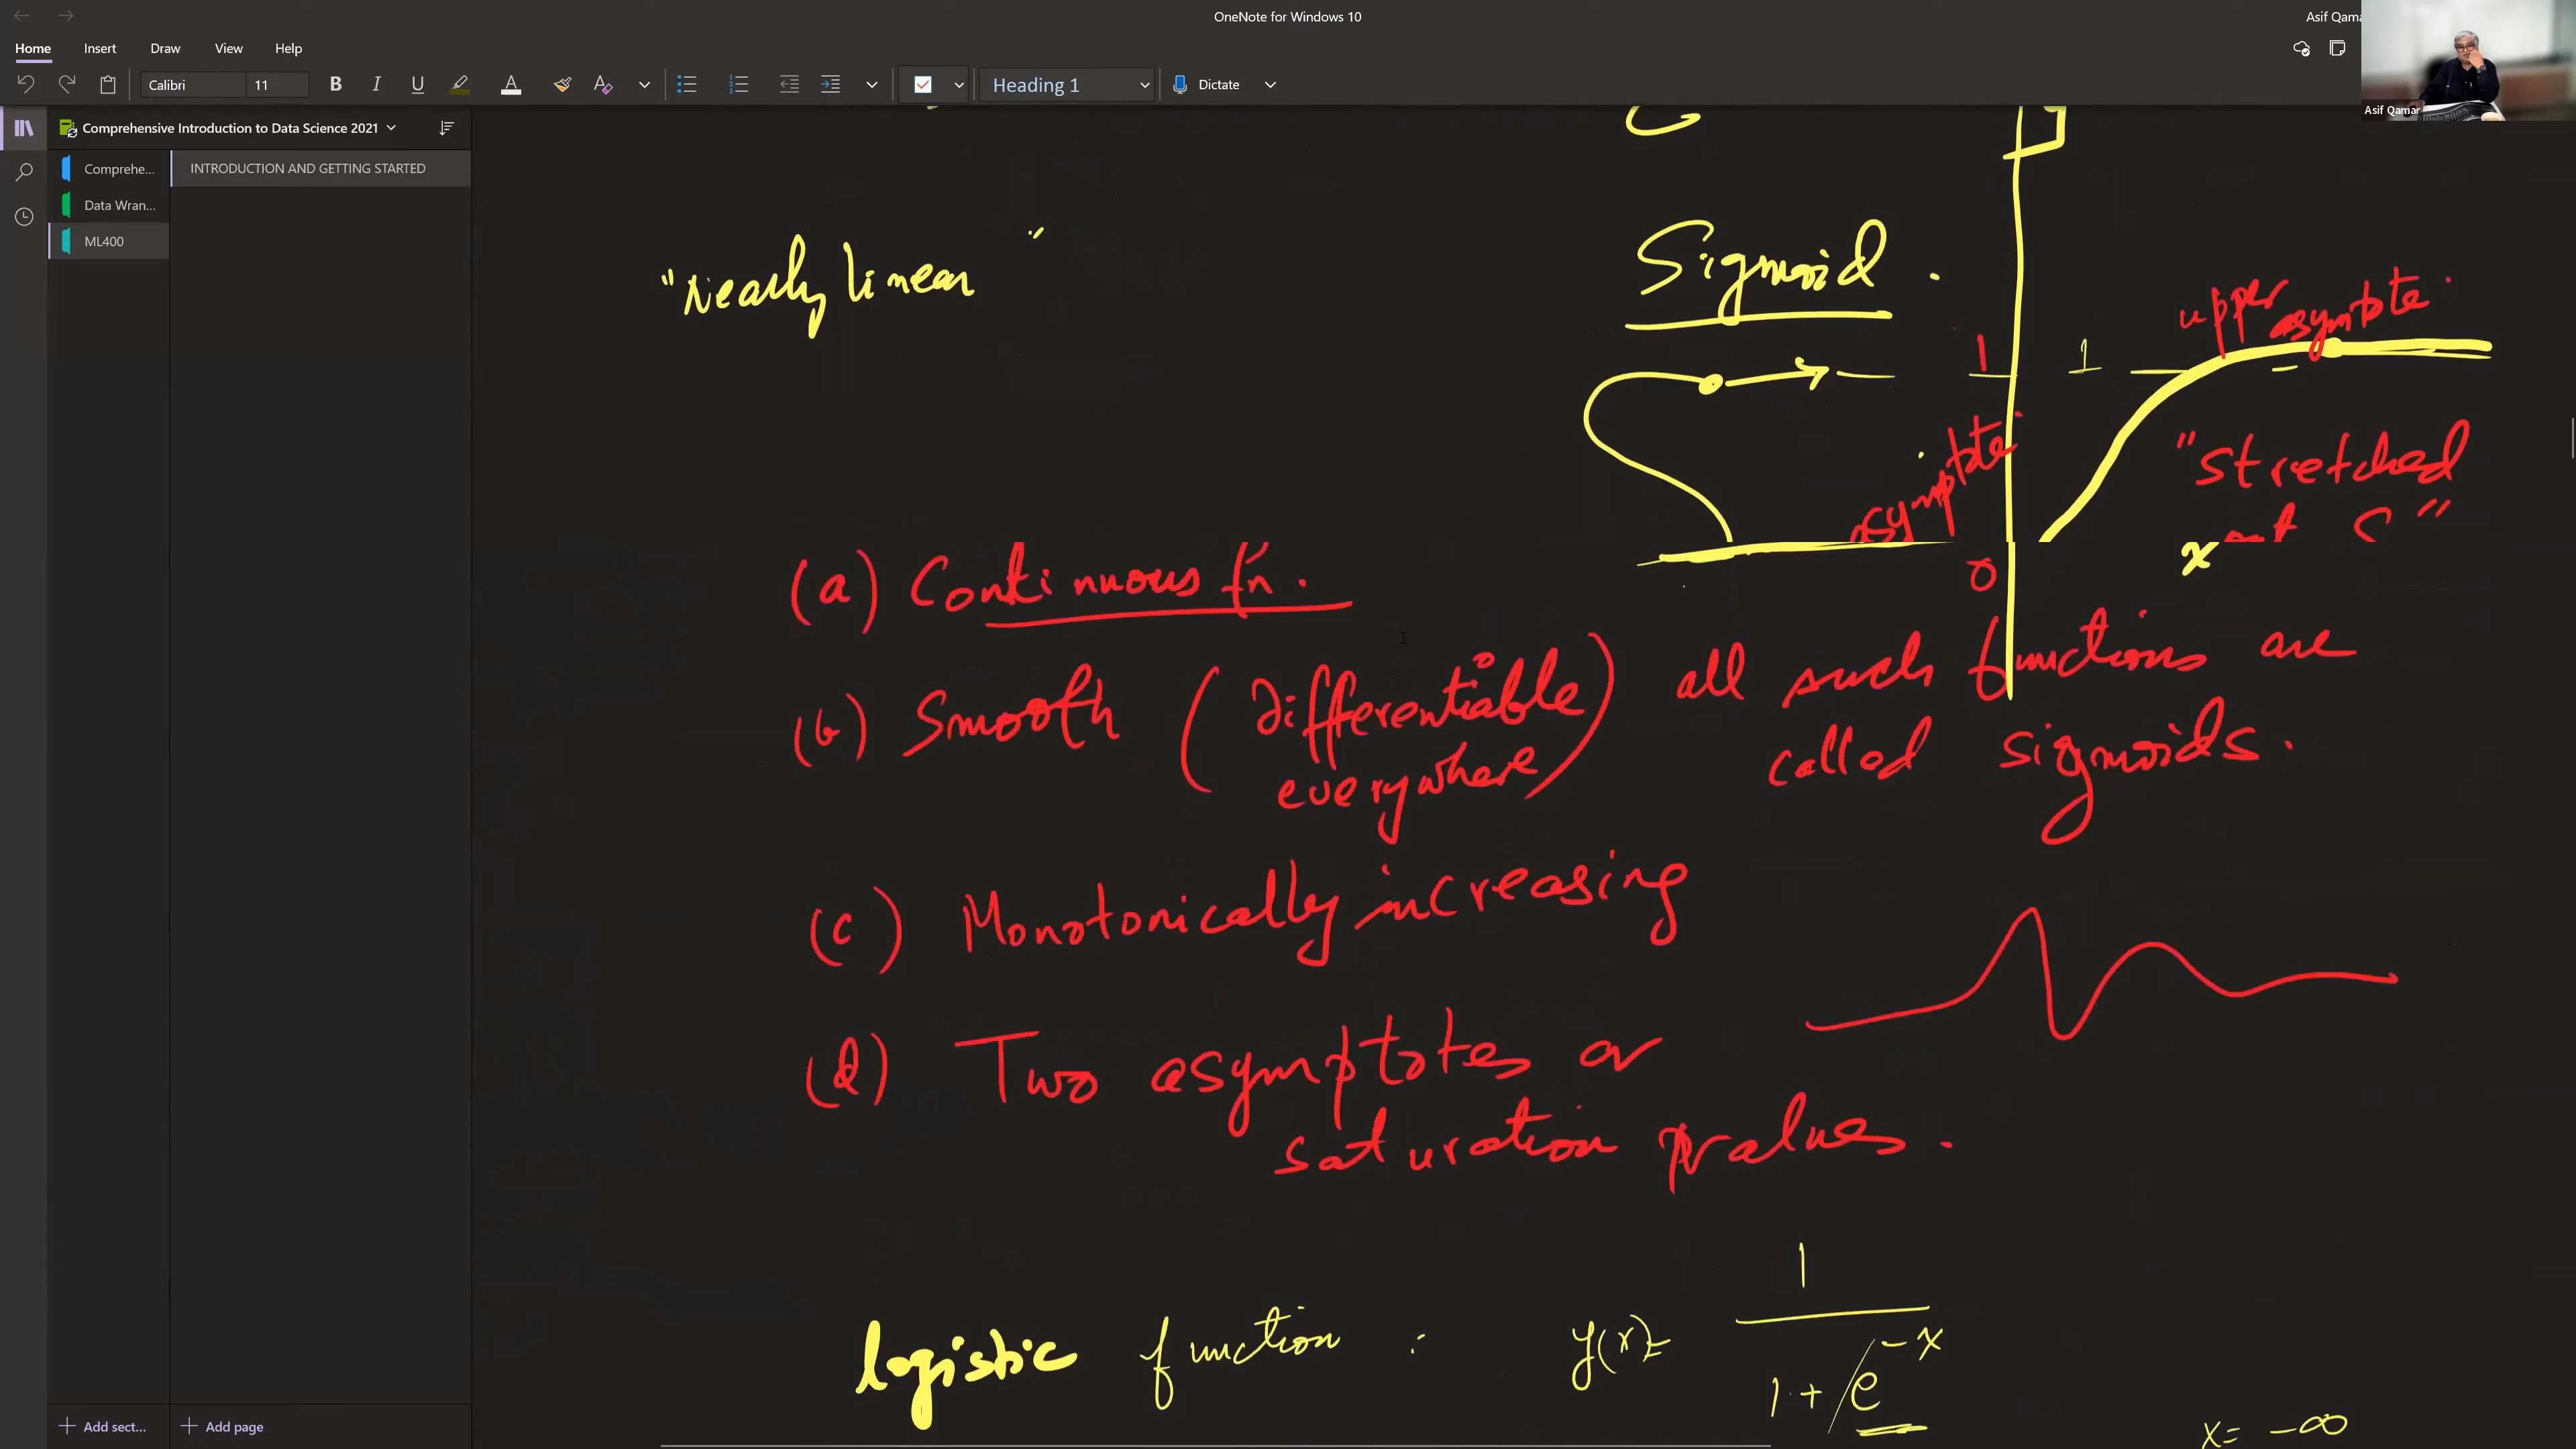 OneNote for Windows 10
Asif Qama
Home Insert Draw View Help
Calibri 11 B I U A Heading 1 Dictate
Asif Qamar
Comprehensive Introduction to Data Science 2021
Comprehe...
Data Wran...
ML400
INTRODUCTION AND GETTING STARTED
"Nearly linear"
Sigmoid.
upper
asymptote.
1 1
asymptote.
"Stretched
out S"
0 x
(a) Continuous fn.
(b) Smooth (Differentiable
everywhere)
all such functions are
called sigmoids.
(c) Monotonically increasing
(d) Two asymptotes or
saturation values.
logistic function : y(x)=
1
1 + e^-x
x= -∞
Add sect...
Add page